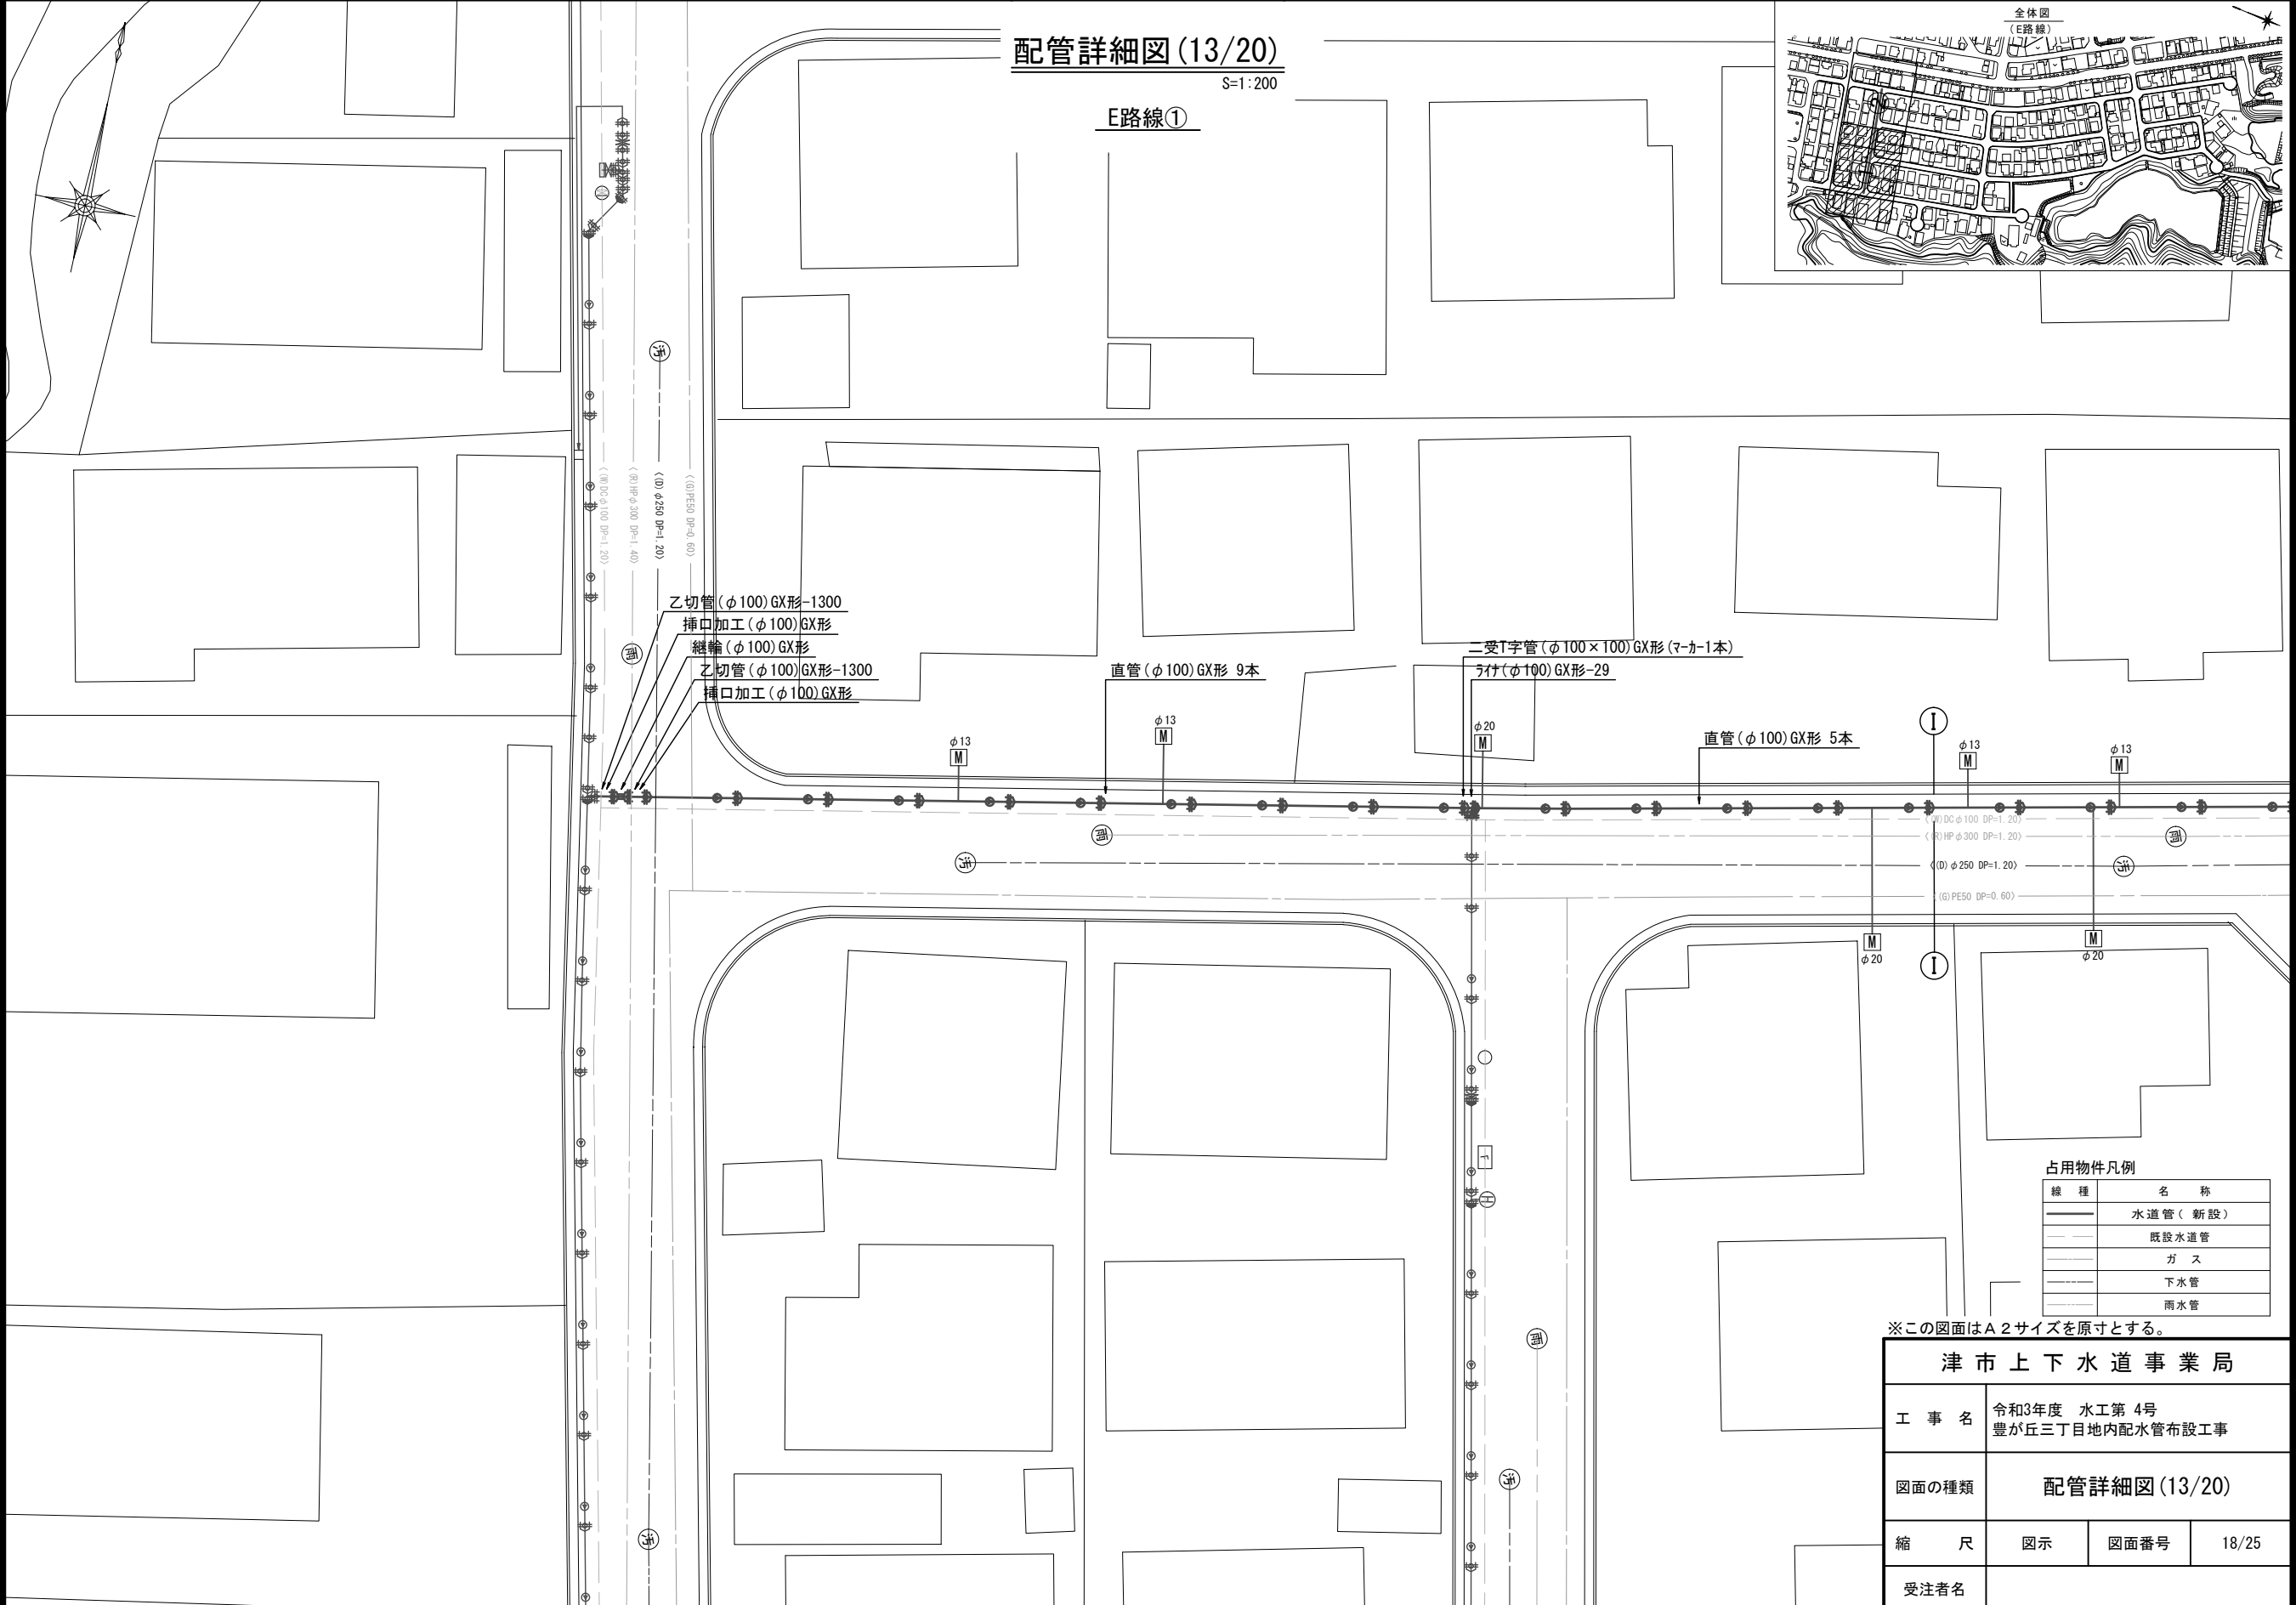 配管詳細図(13/20)
S=1:200
E路線①
全体図
(E路線)
汚
《(W)DCφ100 DP=1.20》
《(R)HPφ300 DP=1.40》
《(D)φ250 DP=1.20》
《(G)PE50 DP=0.60》
乙切管(φ100)GX形-1300
挿口加工(φ100)GX形
継輪(φ100)GX形
乙切管(φ100)GX形-1300
挿口加工(φ100)GX形
雨
直管(φ100)GX形 9本
二受T字管(φ100×100)GX形(マーカー1本)
ライナ(φ100)GX形-29
直管(φ100)GX形 5本
φ13
M
φ13
M
φ20
M
I
φ13
M
φ13
M
《(W)DCφ100 DP=1.20》
雨
《(R)HPφ300 DP=1.20》
雨
汚
《(D)φ250 DP=1.20》
汚
《(G)PE50 DP=0.60》
M
φ20
I
M
φ20
H
雨
汚
汚
占用物件凡例
線 種 名 称
水道管( 新設)
既設水道管
ガ ス
下水管
雨水管
※この図面はA2サイズを原寸とする。
津市上下水道事業局
工 事 名 令和3年度 水工第 4号
豊が丘三丁目地内配水管布設工事
図面の種類 配管詳細図(13/20)
縮 尺 図示 図面番号 18/25
受注者名